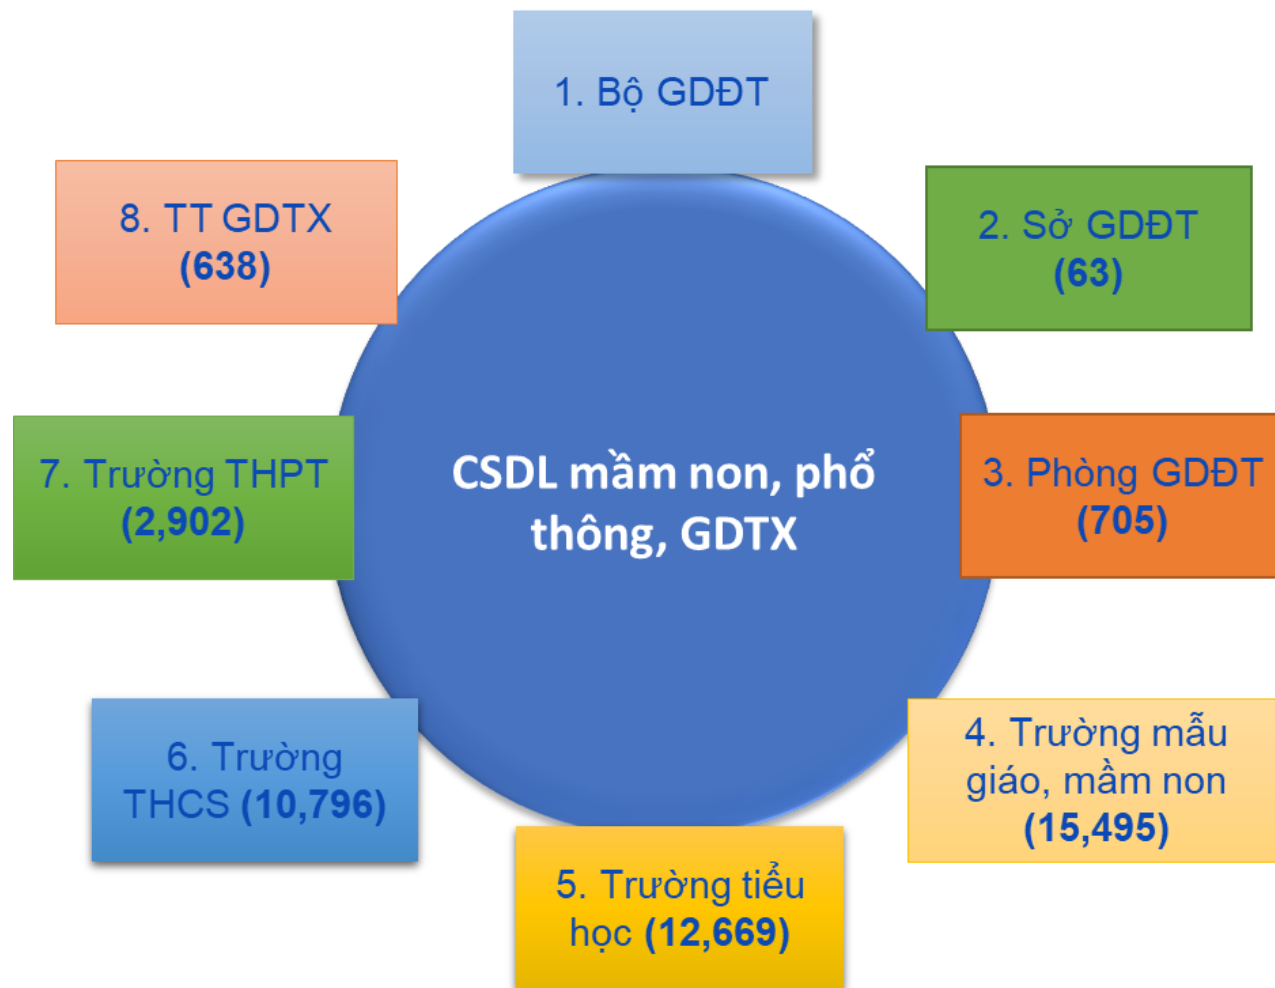 1. Bộ GDĐT
2. Sở GDĐT
(63)
3. Phòng GDĐT
(705)
4. Trường mẫu
giáo, mầm non
(15,495)
5. Trường tiểu
học (12,669)
6. Trường
THCS (10,796)
7. Trường THPT
(2,902)
8. TT GDTX
(638)
CSDL mầm non, phổ
thông, GDTX